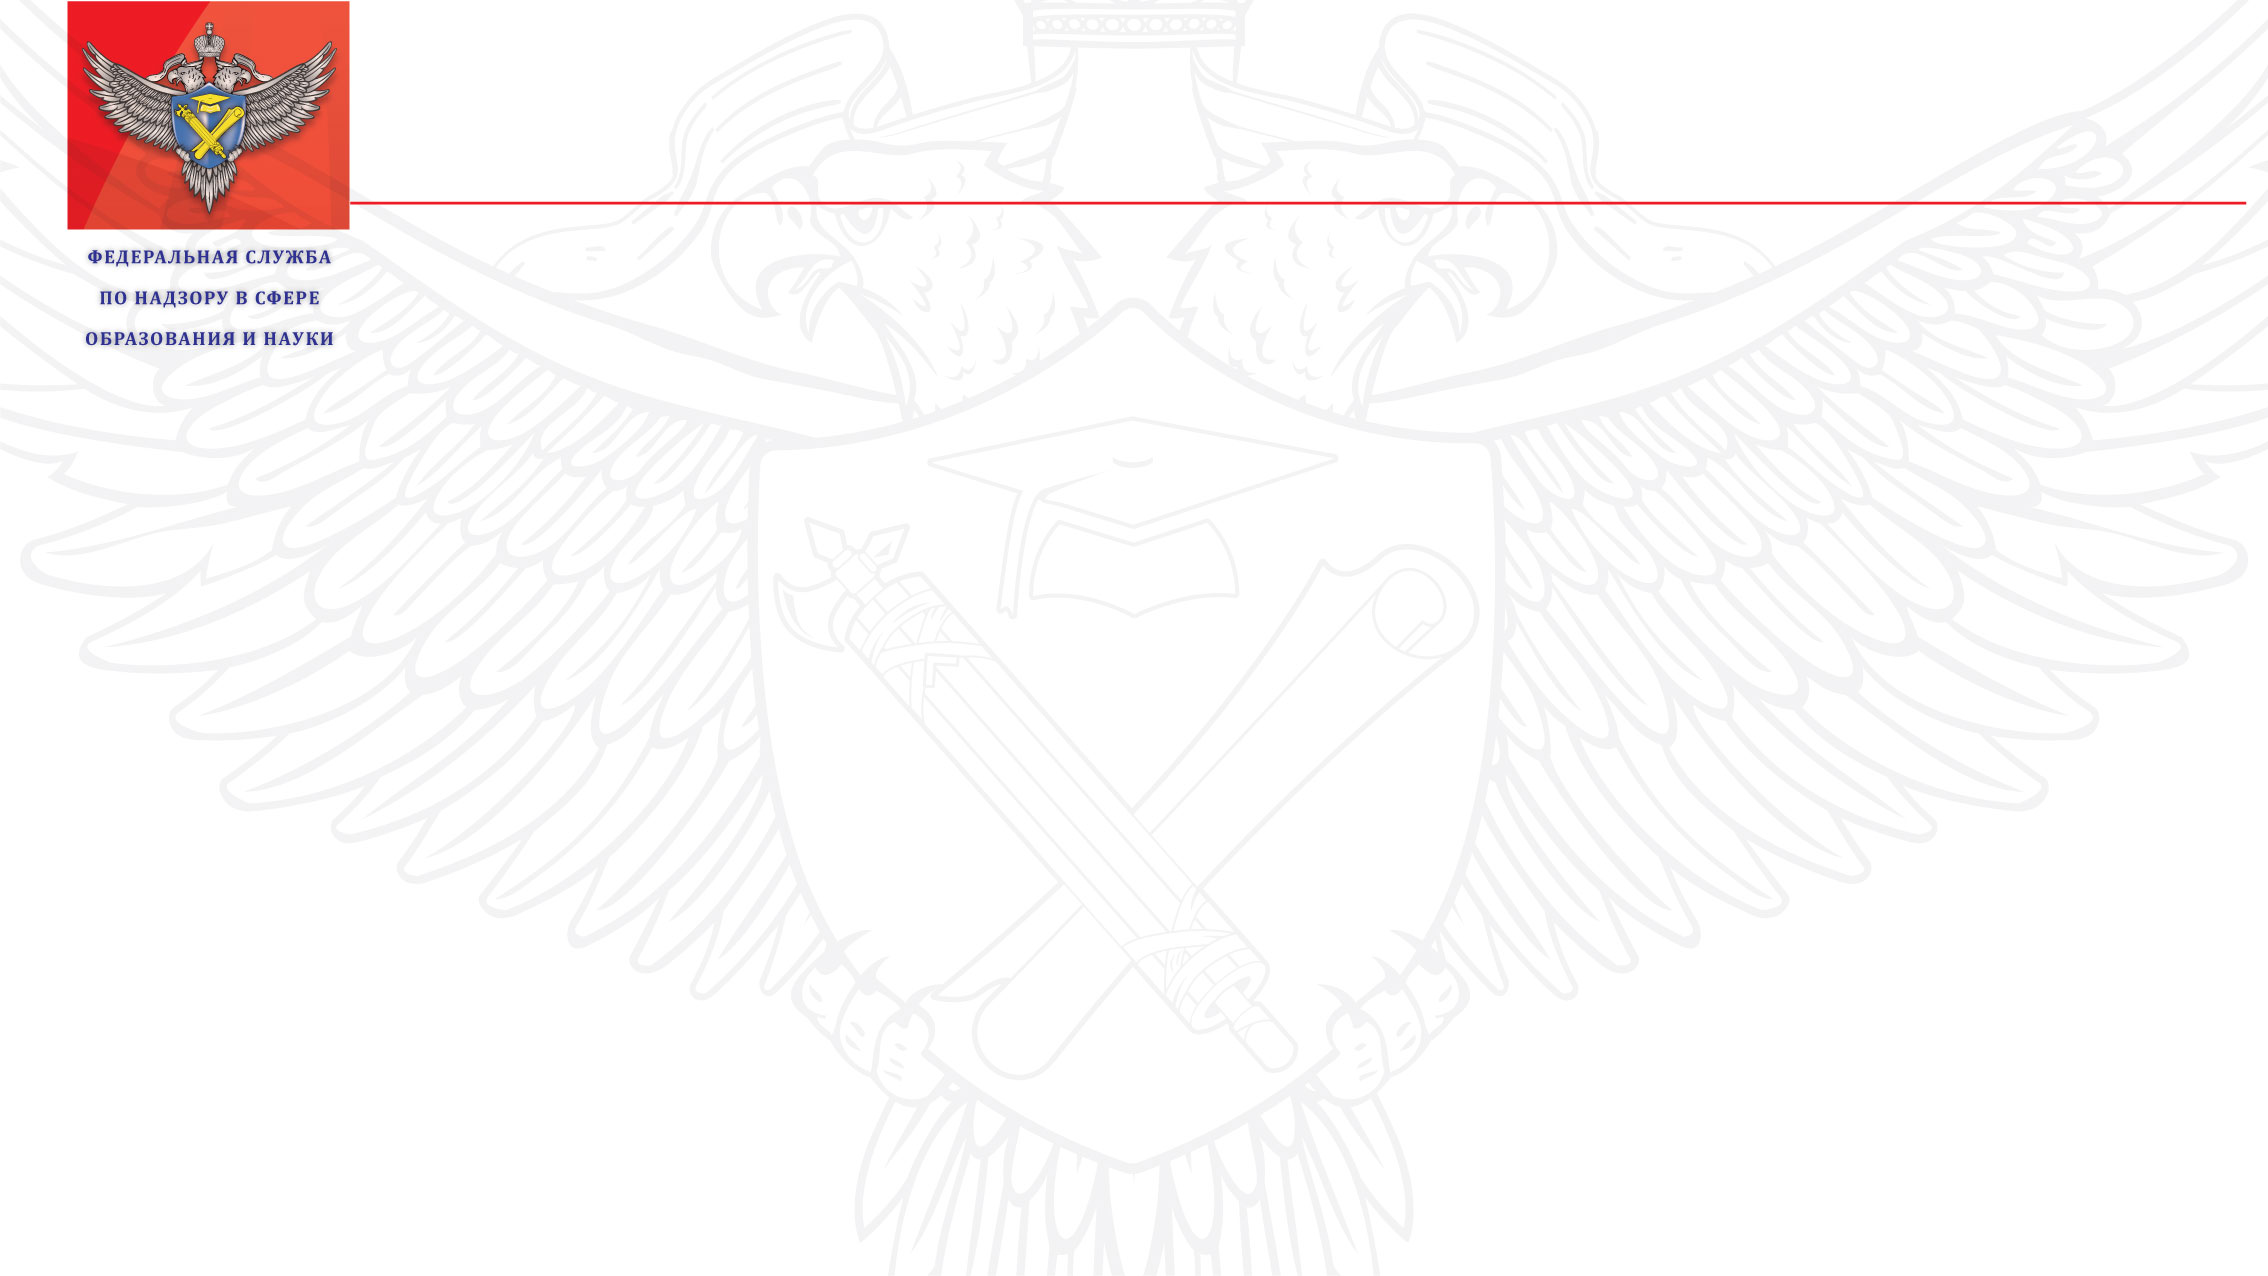 ФЕДЕРАЛЬНАЯ СЛУЖБА
ПО НАДЗОРУ В СФЕРЕ
ОБРАЗОВАНИЯ И НАУКИ